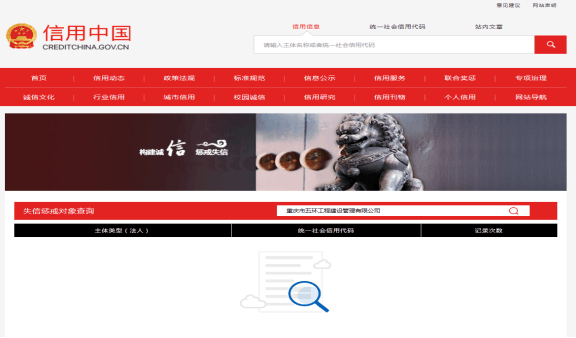 意见建议 网站声明
信用中国
CREDITCHINA.GOV.CN
信用信息 统一社会信用代码 站内文章
请输入主体名称或者统一社会信用代码
首页 信用动态 政策法规 标准规范 信息公示 信用服务 联合奖惩 专项治理
诚信文化 行业信用 城市信用 校园诚信 信用研究 信用刊物 个人信用 网站导航
构建诚信 惩戒失信
失信惩戒对象查询 重庆市五环工程建设管理有限公司
主体类型（法人） 统一社会信用代码 记录次数